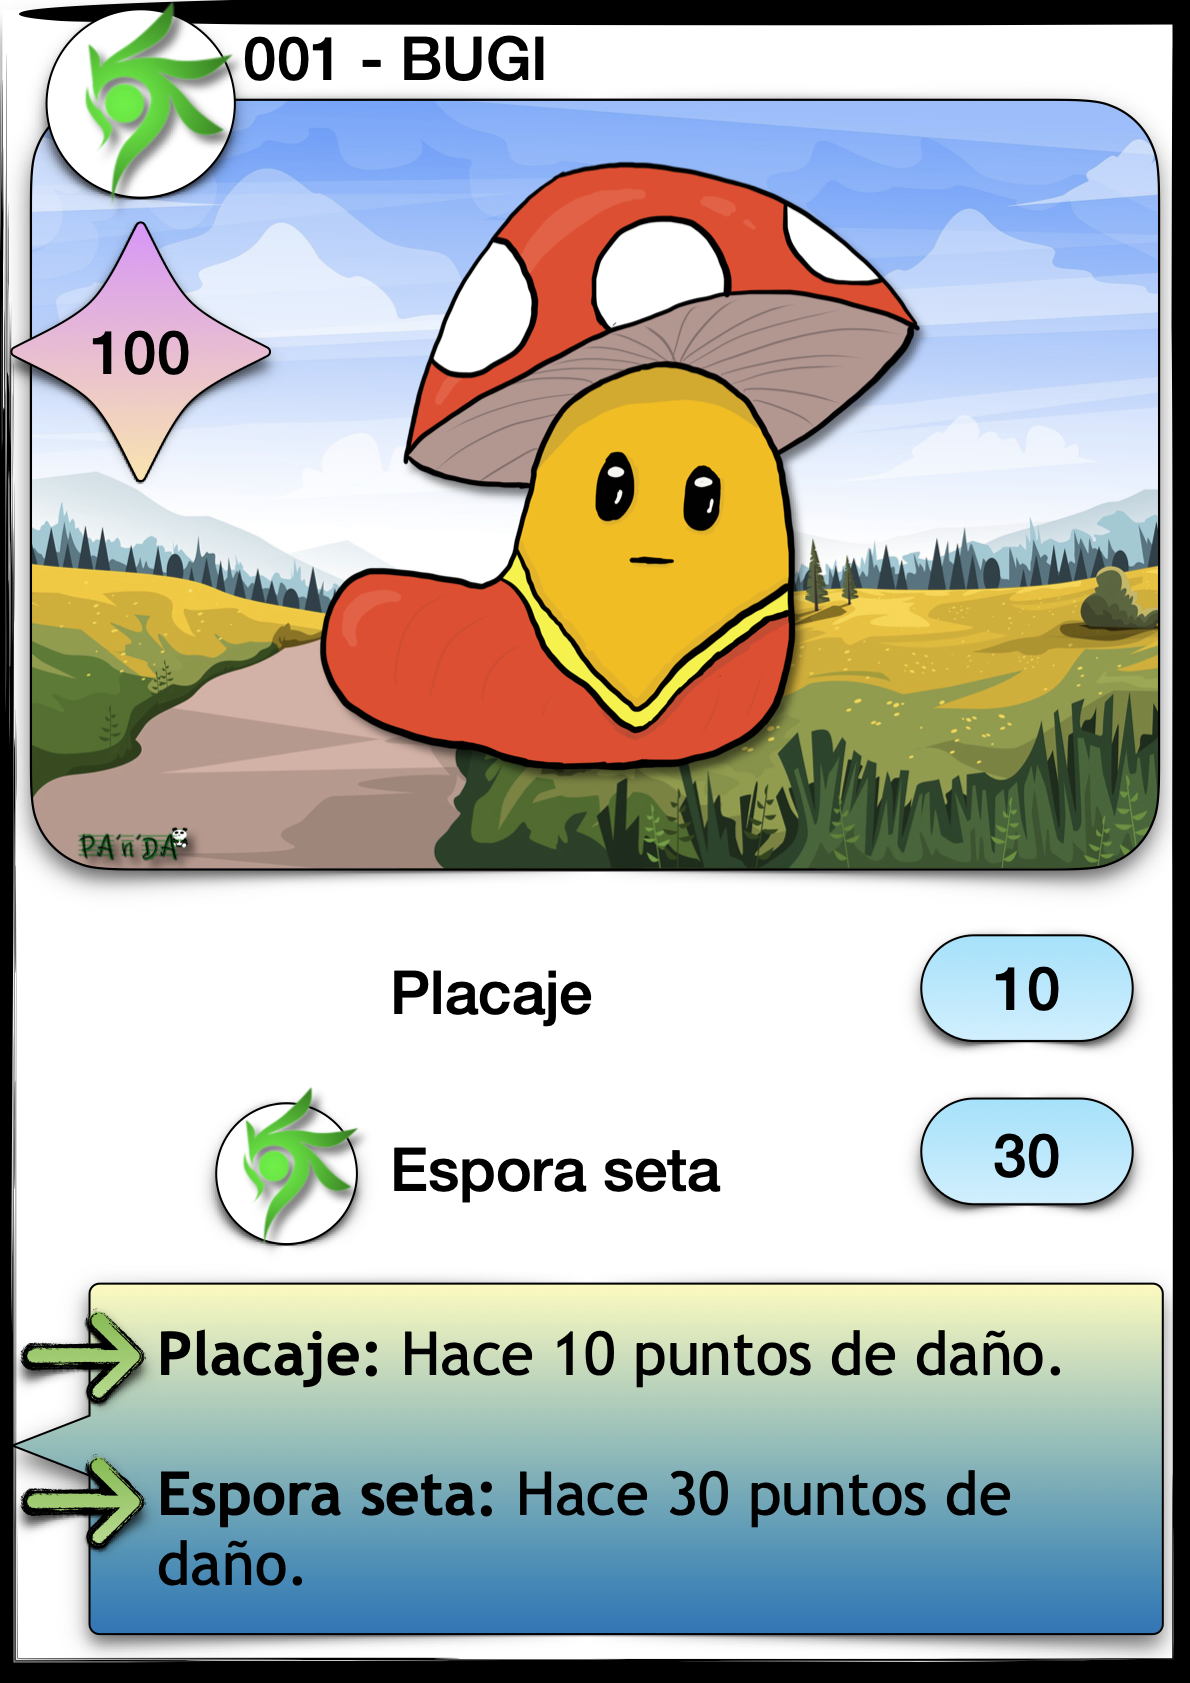 001 - BUGI
100
PA'n'DA
Placaje
10
Espora seta
30
Placaje: Hace 10 puntos de daño.
Espora seta: Hace 30 puntos de
daño.